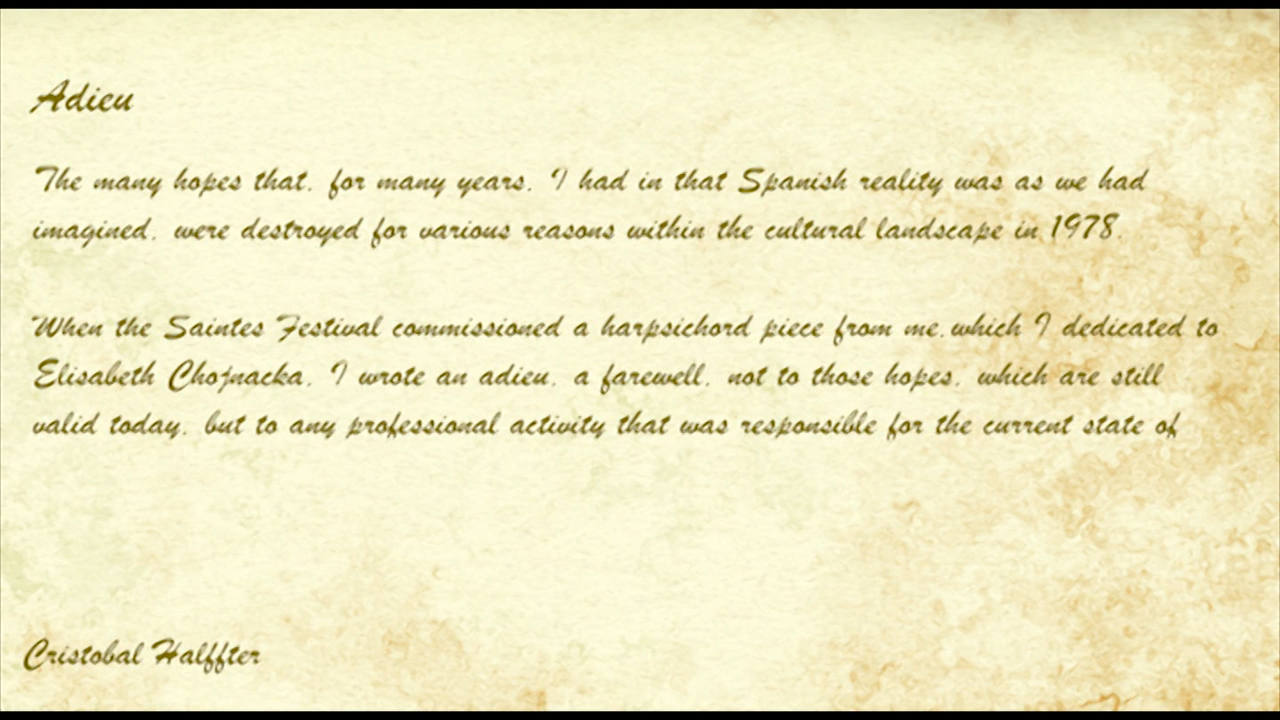 Adieu
The many hopes that, for many years, I had in that Spanish reality was as we had
imagined, were destroyed for various reasons within the cultural landscape in 1978.
When the Saintes Festival commissioned a harpsichord piece from me,which I dedicated to
Elisabeth Chojnacka, I wrote an adieu, a farewell, not to those hopes, which are still
valid today, but to any professional activity that was responsible for the current state of
Cristobal Halffter